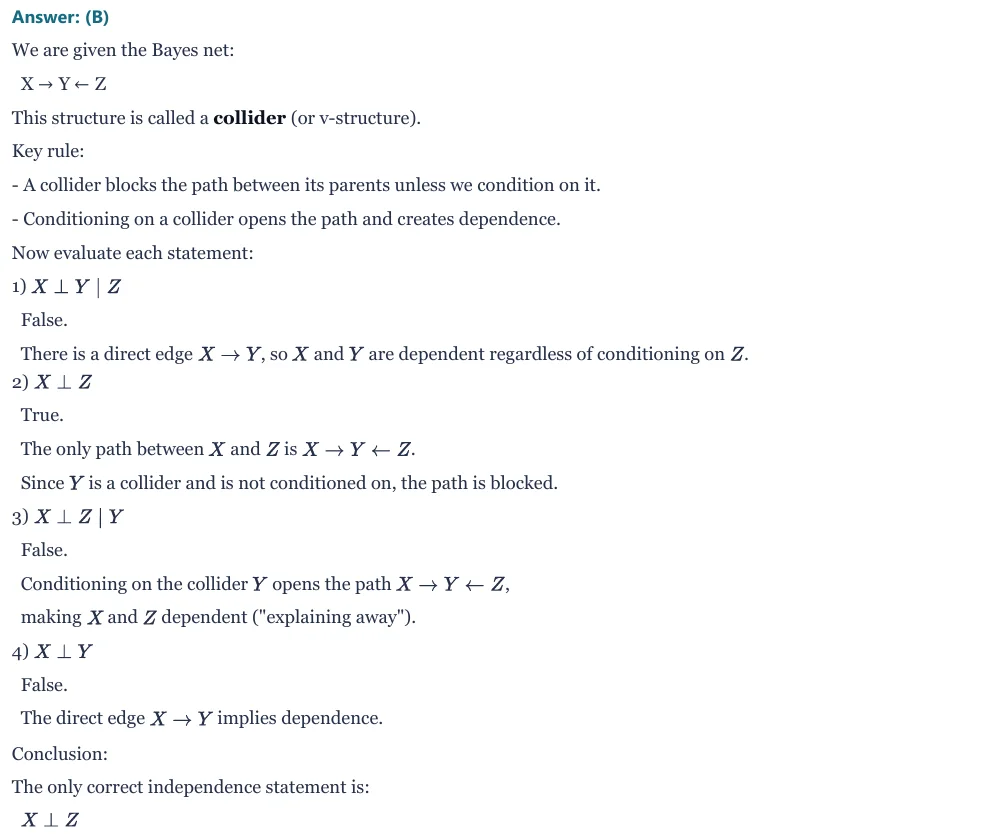 Answer: (B)
We are given the Bayes net:
X → Y ← Z
This structure is called a collider (or v-structure).
Key rule:
- A collider blocks the path between its parents unless we condition on it.
- Conditioning on a collider opens the path and creates dependence.
Now evaluate each statement:
1) X ⊥ Y | Z
False.
There is a direct edge X → Y, so X and Y are dependent regardless of conditioning on Z.
2) X ⊥ Z
True.
The only path between X and Z is X → Y ← Z.
Since Y is a collider and is not conditioned on, the path is blocked.
3) X ⊥ Z | Y
False.
Conditioning on the collider Y opens the path X → Y ← Z,
making X and Z dependent ("explaining away").
4) X ⊥ Y
False.
The direct edge X → Y implies dependence.
Conclusion:
The only correct independence statement is:
X ⊥ Z